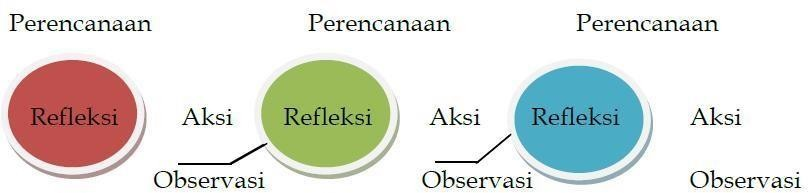 Perencanaan Perencanaan Perencanaan
Refleksi Aksi Refleksi Aksi Refleksi Aksi
Observasi Observasi Observasi